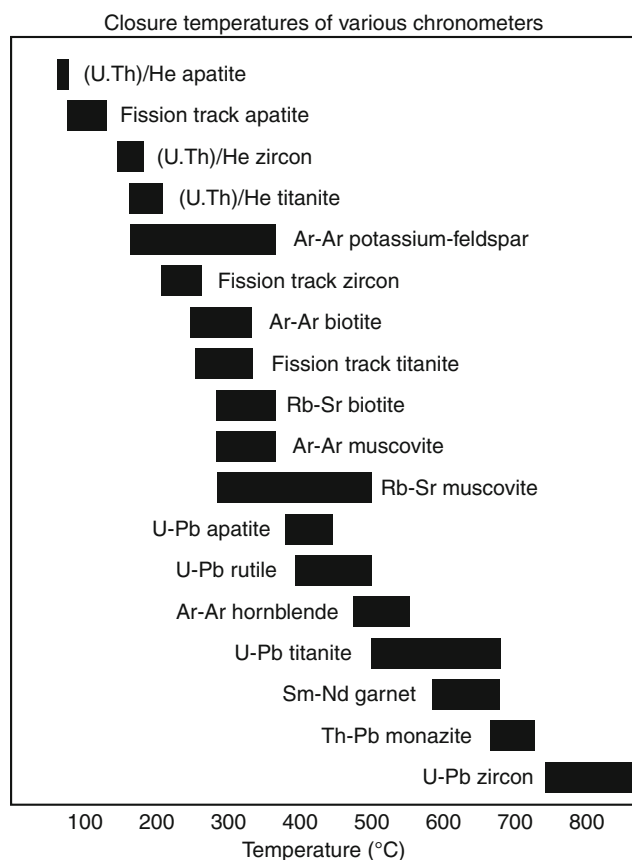 Closure temperatures of various chronometers
(U.Th)/He apatite
Fission track apatite
(U.Th)/He zircon
(U.Th)/He titanite
Ar-Ar potassium-feldspar
Fission track zircon
Ar-Ar biotite
Fission track titanite
Rb-Sr biotite
Ar-Ar muscovite
Rb-Sr muscovite
U-Pb apatite
U-Pb rutile
Ar-Ar hornblende
U-Pb titanite
Sm-Nd garnet
Th-Pb monazite
U-Pb zircon
100 200 300 400 500 600 700 800
Temperature (°C)